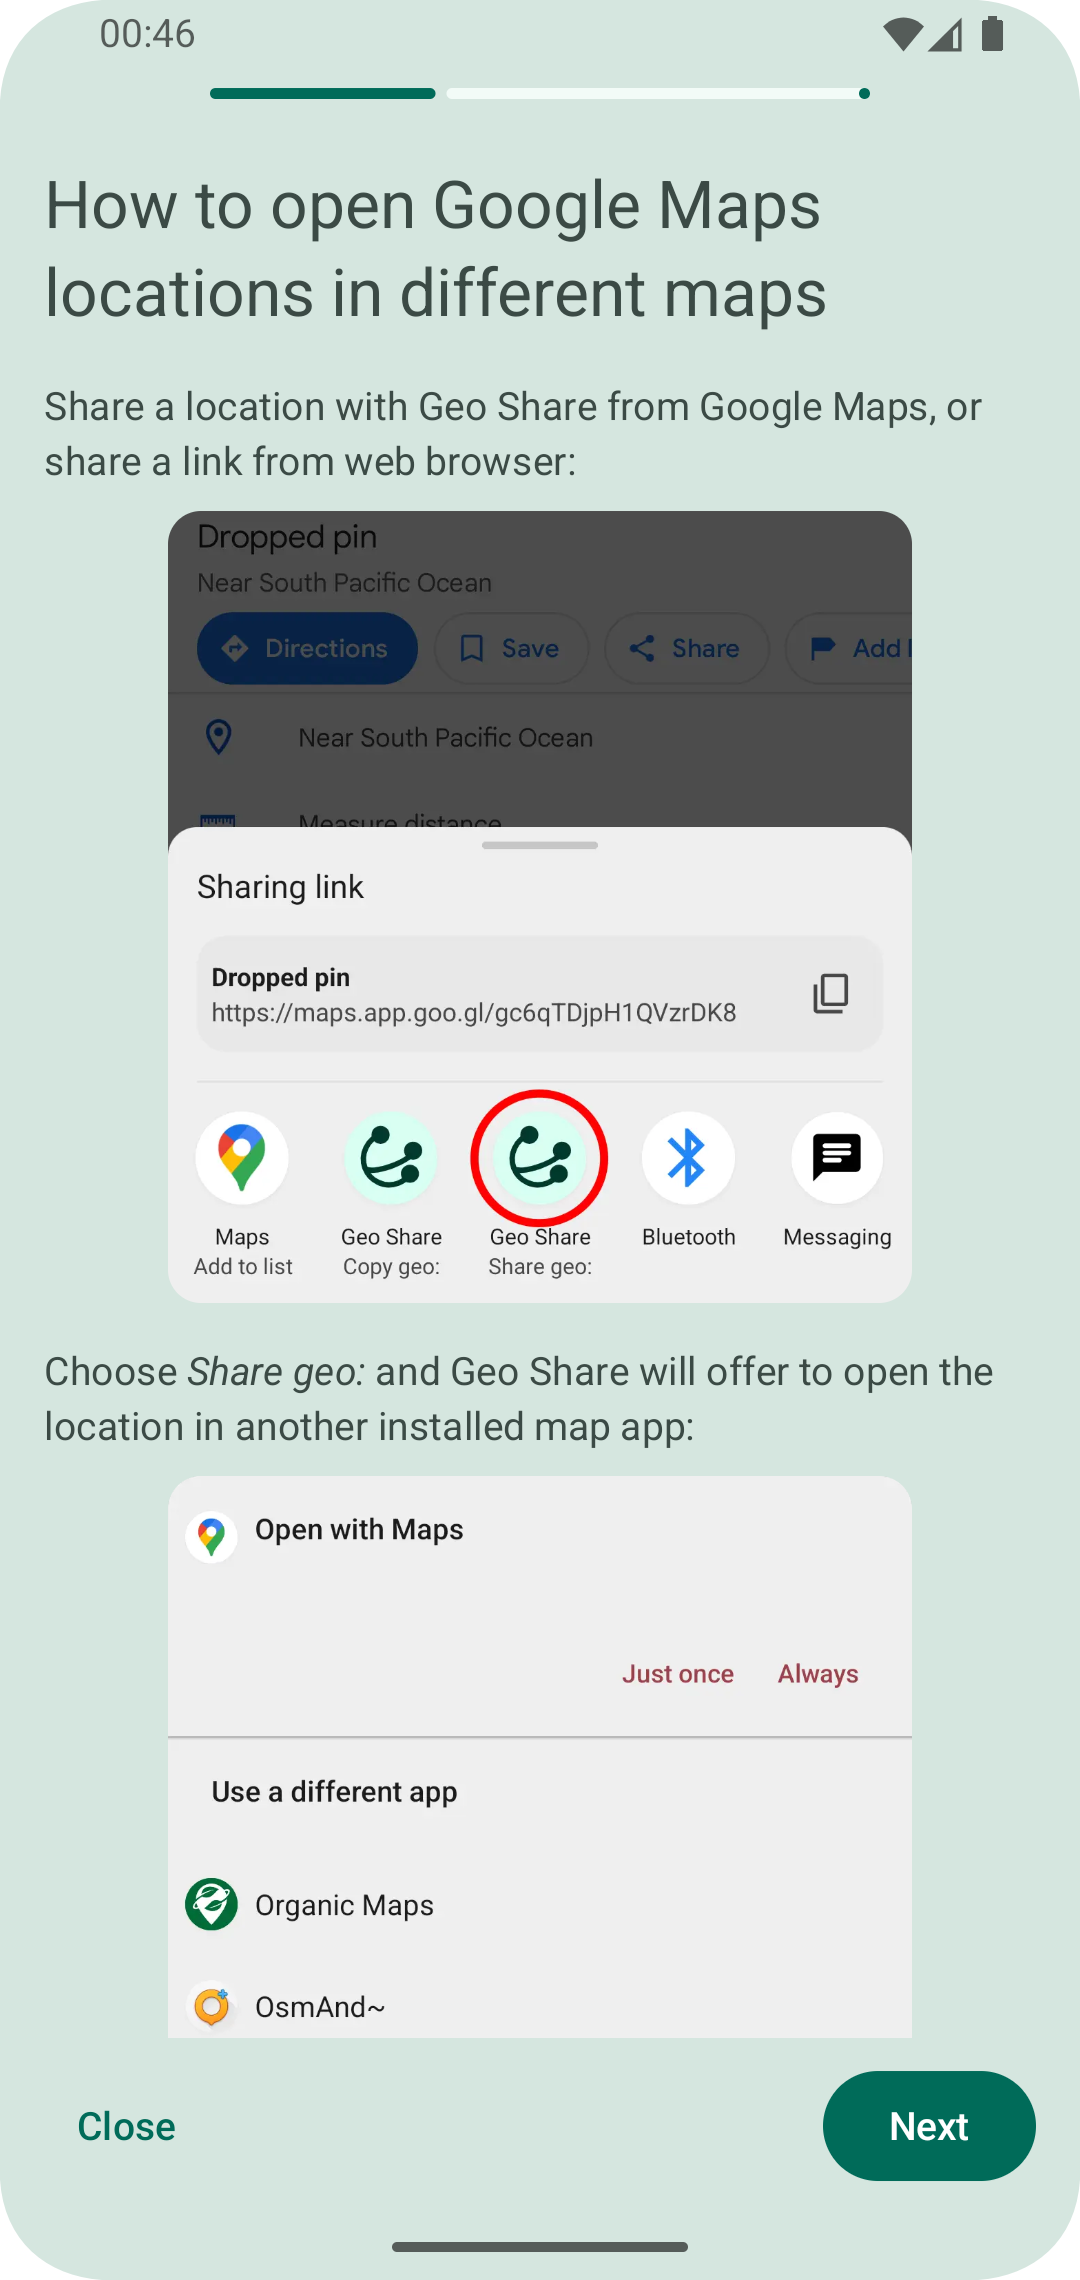 00:46
How to open Google Maps
locations in different maps
Share a location with Geo Share from Google Maps, or
share a link from web browser:
Dropped pin
Near South Pacific Ocean
Directions Save Share Add
Near South Pacific Ocean
Measure distance
Sharing link
Dropped pin
https://maps.app.goo.gl/gc6qTDjpH1QVzrDK8
Maps Geo Share Geo Share Bluetooth Messaging
Add to list Copy geo: Share geo:
Choose Share geo: and Geo Share will offer to open the
location in another installed map app:
Open with Maps
Just once Always
Use a different app
Organic Maps
OsmAnd~
Close Next